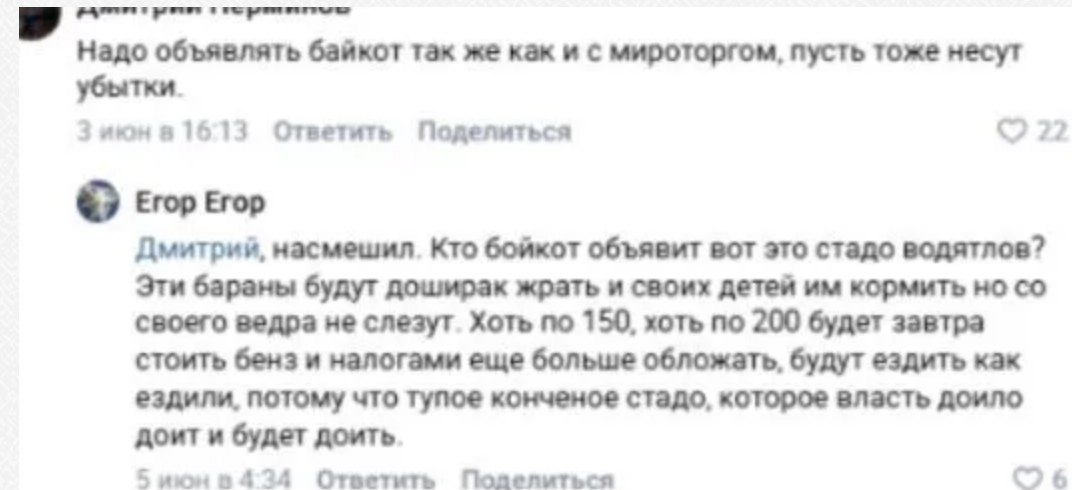 Дмитрий Перминов
Надо объявлять байкот так же как и с мироторгом, пусть тоже несут
убытки.
3 июн в 16:13 Ответить Поделиться 22
Егор Егор
Дмитрий, насмешил. Кто бойкот объявит вот это стадо водятлов?
Эти бараны будут доширак жрать и своих детей им кормить но со
своего ведра не слезут. Хоть по 150, хоть по 200 будет завтра
стоить бенз и налогами еще больше обложать, будут ездить как
ездили, потому что тупое конченое стадо, которое власть доило
доит и будет доить.
5 июн в 4:34 Ответить Поделиться 6